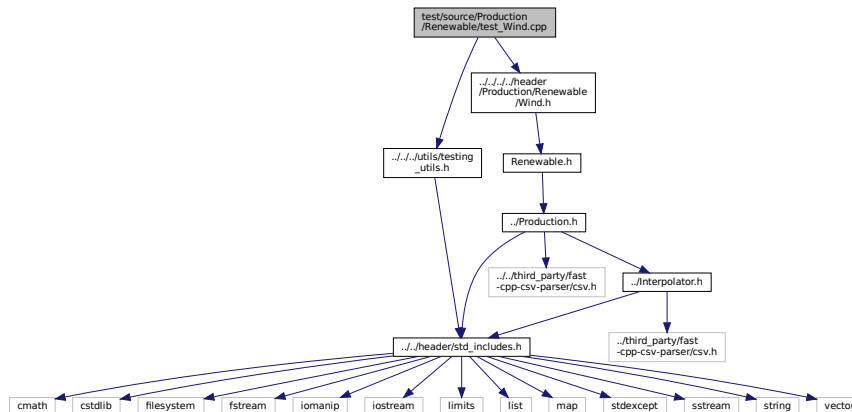 test/source/Production
/Renewable/test_Wind.cpp
../../../../header
/Production/Renewable
/Wind.h
../../../utils/testing
_utils.h
Renewable.h
../Production.h
../../third_party/fast
-cpp-csv-parser/csv.h
../Interpolator.h
../third_party/fast
-cpp-csv-parser/csv.h
../../header/std_includes.h
cmath
cstdlib
filesystem
fstream
iomanip
iostream
limits
list
map
stdexcept
sstream
string
vector